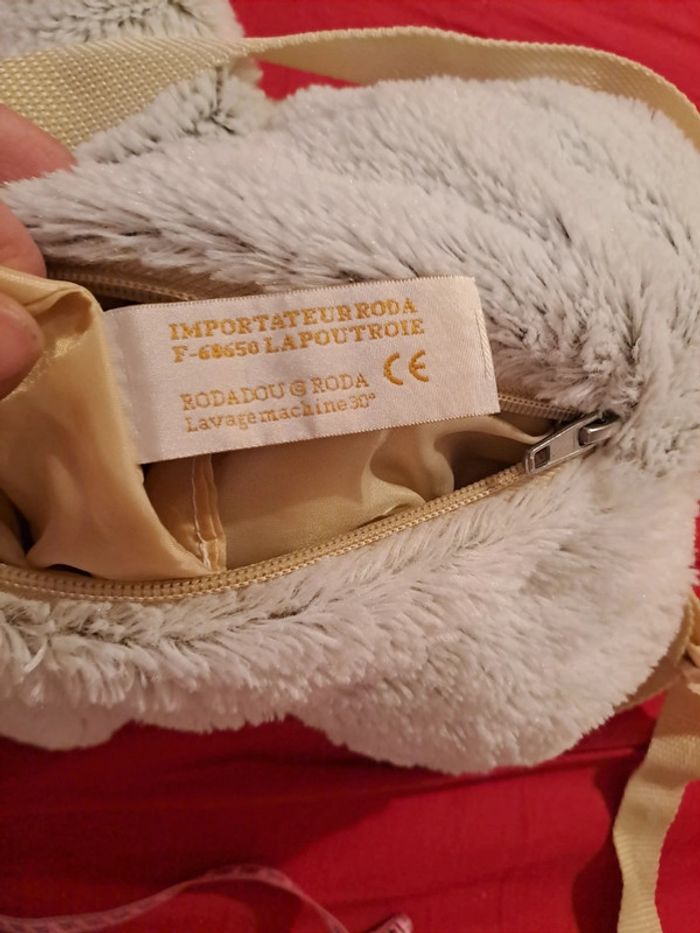 IMPORTATEUR RODA
F-68650 LAPOUTROIE
CE
RODADOU @ RODA
Lavage machine 30°